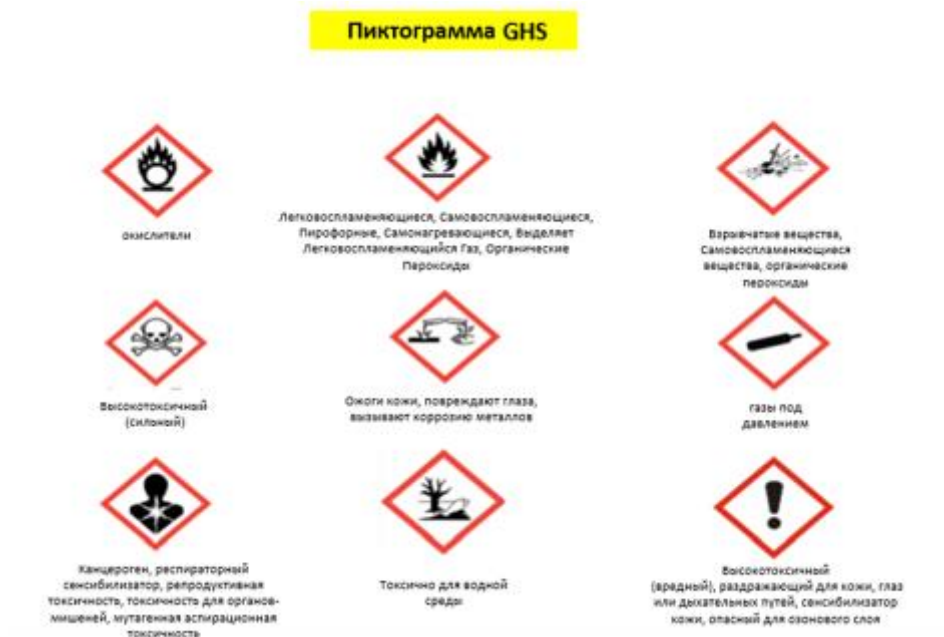 Пиктограмма GHS
окислители
Легковоспламеняющиеся, Самовоспламеняющиеся,
Пирофорные, Самонагревающиеся, Выделяет
Легковоспламеняющийся Газ, Органические
Пероксиды
Взрывчатые вещества,
Самовоспламеняющиеся
вещества, органические
пероксиды
Высокотоксичный
(сильный)
Ожоги кожи, повреждают глаза,
вызывают коррозию металлов
газы под
давлением
Канцероген, респираторный
сенсибилизатор, репродуктивная
токсичность, токсичность для органов-
мишеней, мутагенная аспирационная
токсичность
Токсично для водной
среды
Высокотоксичный
(вредный), раздражающий для кожи, глаз
или дыхательных путей, сенсибилизатор
кожи, опасный для озонового слоя